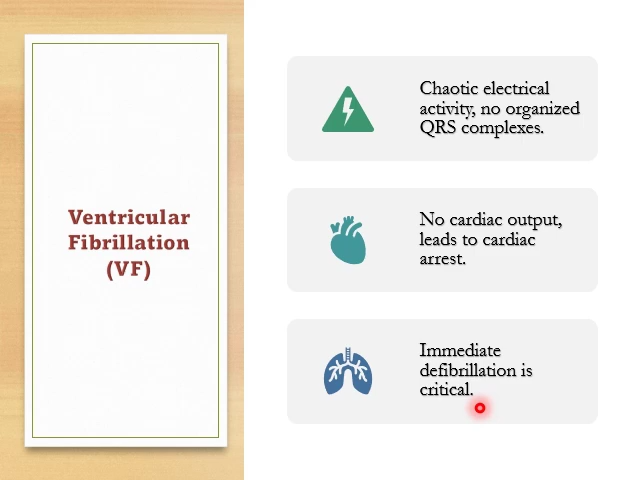 Ventricular
Fibrillation
(VF)
Chaotic electrical
activity, no organized
QRS complexes.
No cardiac output,
leads to cardiac
arrest.
Immediate
defibrillation is
critical.